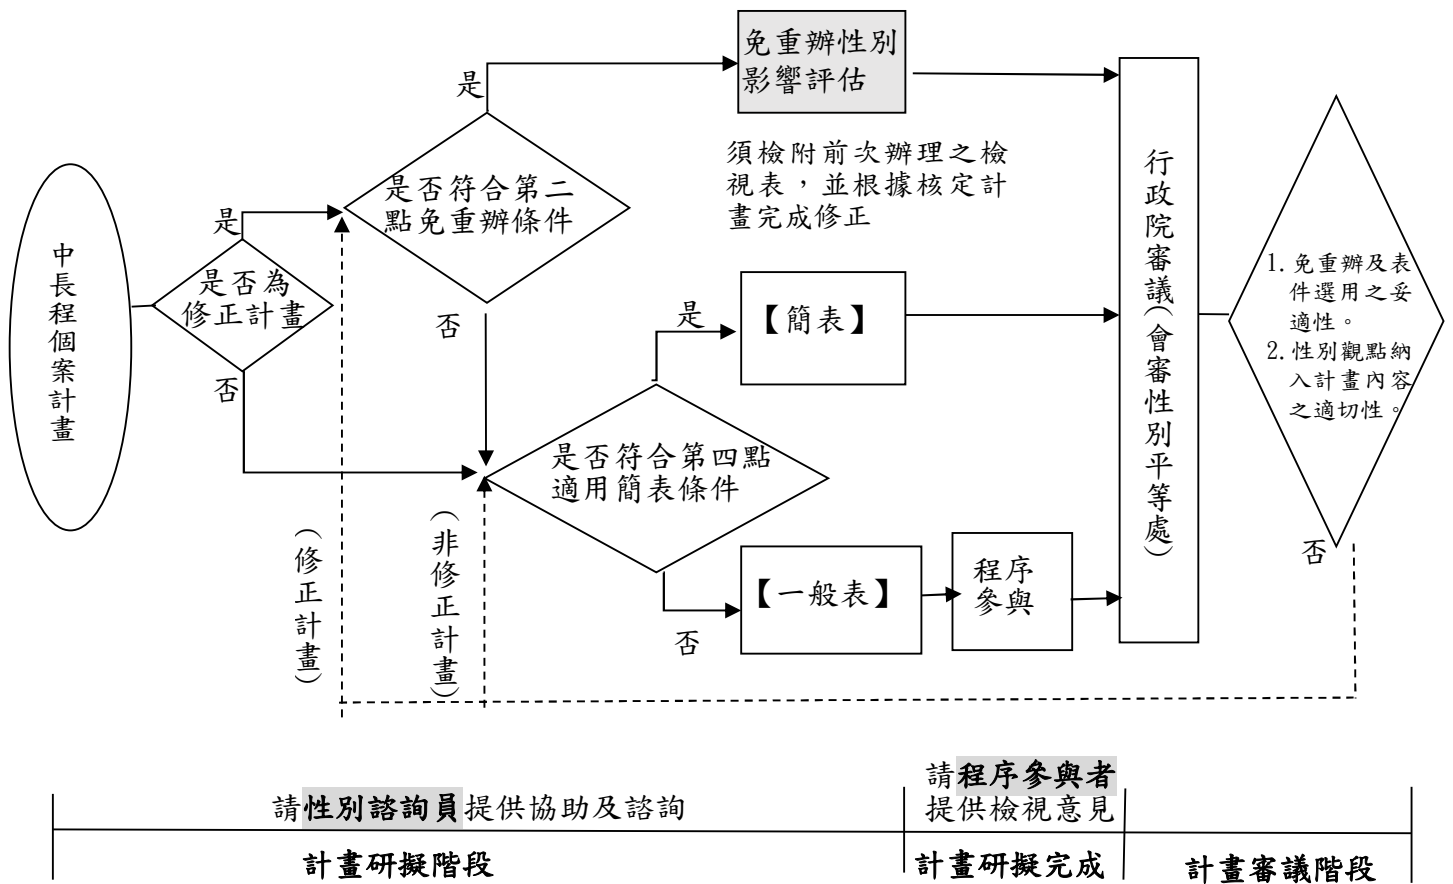 中長程個案計畫
是否為
修正計畫
是
否
是否符合第二
點免重辦條件
是
否
免重辦性別
影響評估
須檢附前次辦理之檢
視表，並根據核定計
畫完成修正
是否符合第四點
適用簡表條件
是
否
【簡表】
【一般表】
程序
參與
行政院審議(會審性別平等處)
1. 免重辦及表
件選用之妥
適性。
2. 性別觀點納
入計畫內容
之適切性。
否
(修正計畫)
(非修正計畫)
請性別諮詢員提供協助及諮詢
請程序參與者
提供檢視意見
計畫研擬階段
計畫研擬完成
計畫審議階段